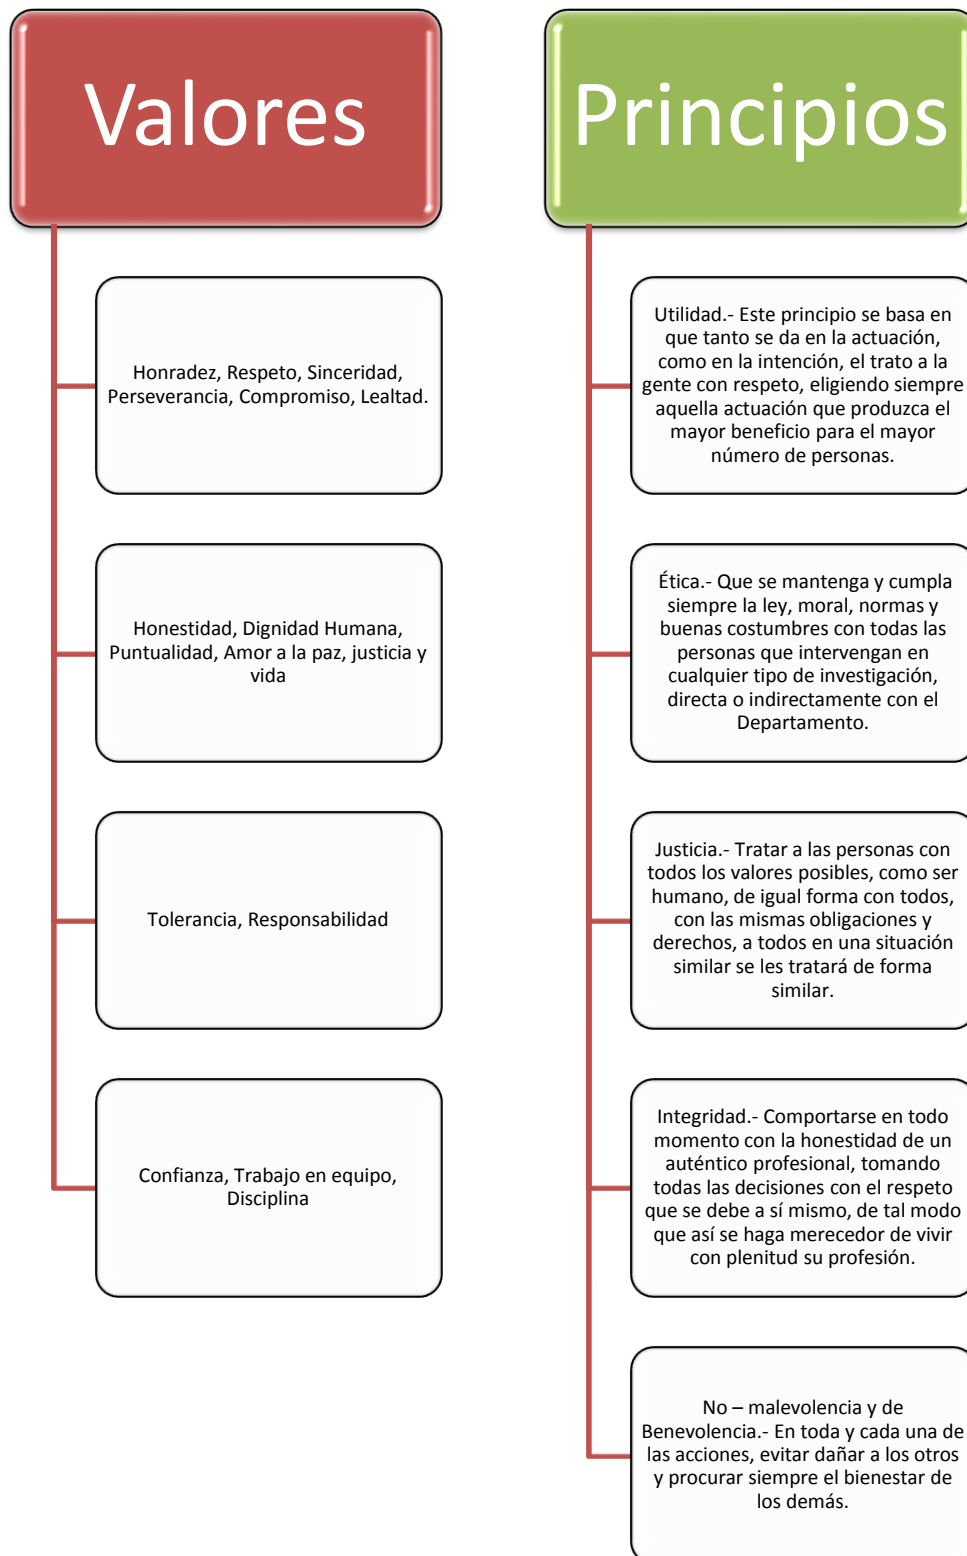 Valores
Honradez, Respeto, Sinceridad,
Perseverancia, Compromiso, Lealtad.
Honestidad, Dignidad Humana,
Puntualidad, Amor a la paz, justicia y
vida
Tolerancia, Responsabilidad
Confianza, Trabajo en equipo,
Disciplina
Principios
Utilidad.- Este principio se basa en
que tanto se da en la actuación,
como en la intención, el trato a la
gente con respeto, eligiendo siempre
aquella actuación que produzca el
mayor beneficio para el mayor
número de personas.
Ética.- Que se mantenga y cumpla
siempre la ley, moral, normas y
buenas costumbres con todas las
personas que intervengan en
cualquier tipo de investigación,
directa o indirectamente con el
Departamento.
Justicia.- Tratar a las personas con
todos los valores posibles, como ser
humano, de igual forma con todos,
con las mismas obligaciones y
derechos, a todos en una situación
similar se les tratará de forma
similar.
Integridad.- Comportarse en todo
momento con la honestidad de un
auténtico profesional, tomando
todas las decisiones con el respeto
que se debe a sí mismo, de tal modo
que así se haga merecedor de vivir
con plenitud su profesión.
No – malevolencia y de
Benevolencia.- En toda y cada una de
las acciones, evitar dañar a los otros
y procurar siempre el bienestar de
los demás.